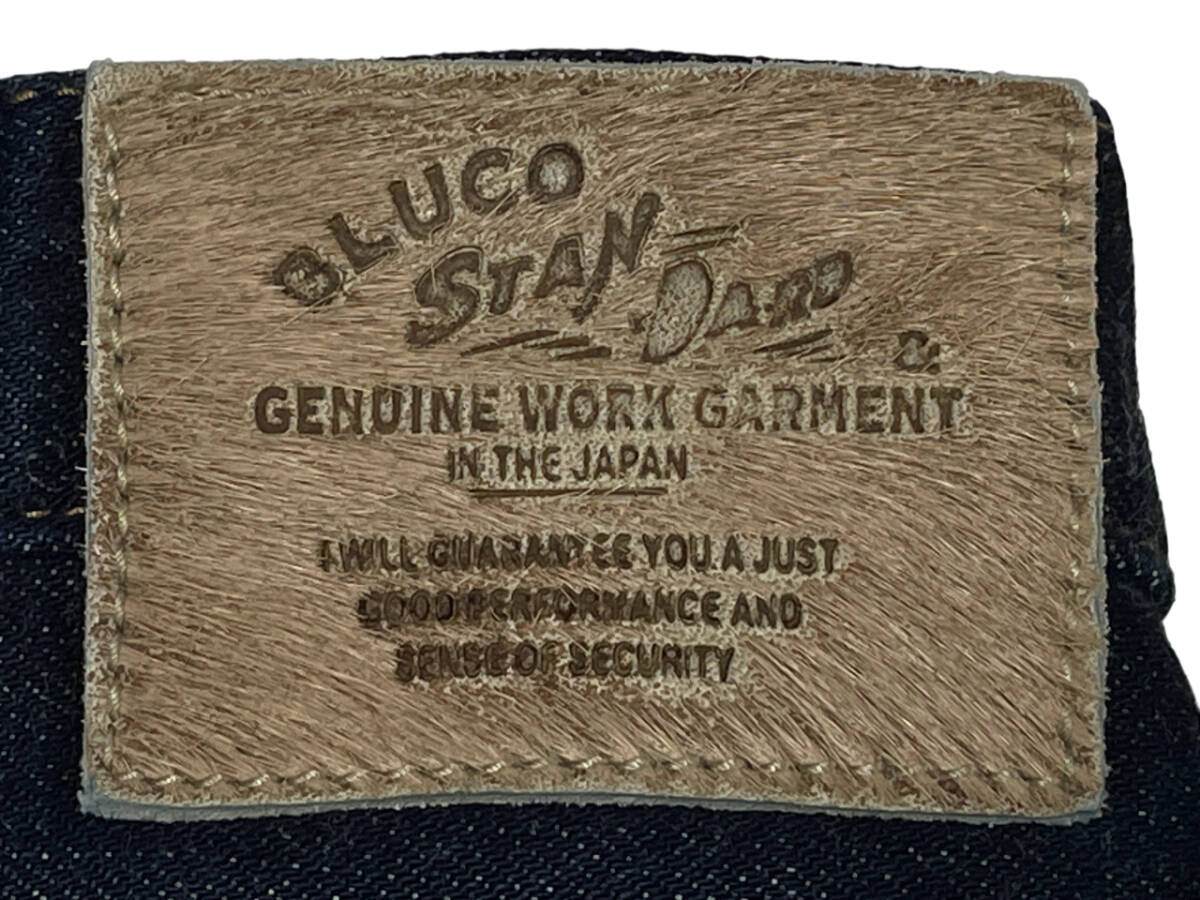 BLUCO
STANDARD
&
GENUINE WORK GARMENT
IN THE JAPAN
I WILL GUARANTEE YOU A JUST
GOOD PERFORMANCE AND
SENSE OF SECURITY